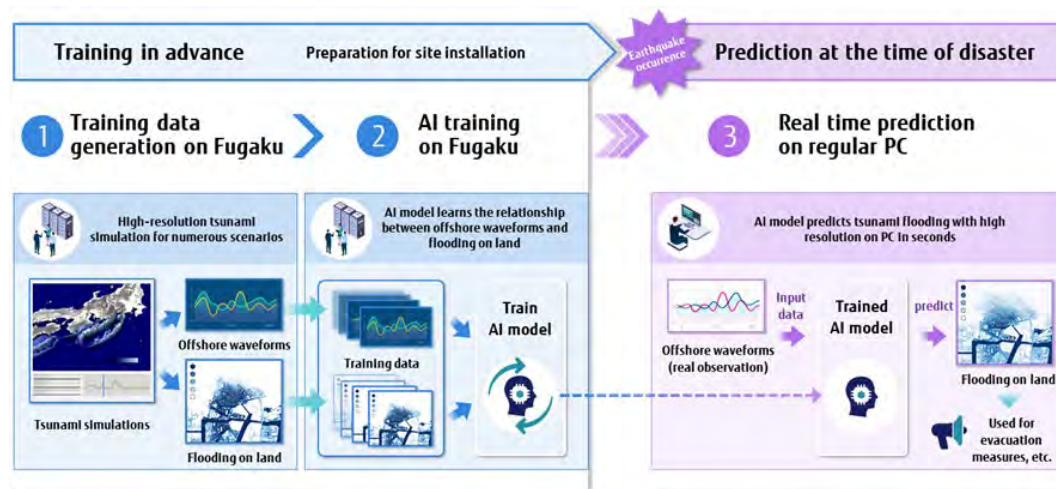 Training in advance
Preparation for site installation
Earthquake
occurrence
Prediction at the time of disaster
1
Training data
generation on Fugaku
2
AI training
on Fugaku
3
Real time prediction
on regular PC
High-resolution tsunami
simulation for numerous scenarios
Offshore waveforms
Tsunami simulations
Flooding on land
AI model learns the relationship
between offshore waveforms and
flooding on land
Training data
Train
AI model
AI model predicts tsunami flooding with high
resolution on PC in seconds
Offshore waveforms
(real observation)
Input
data
Trained
AI model
predict
Flooding on land
Used for
evacuation
measures, etc.